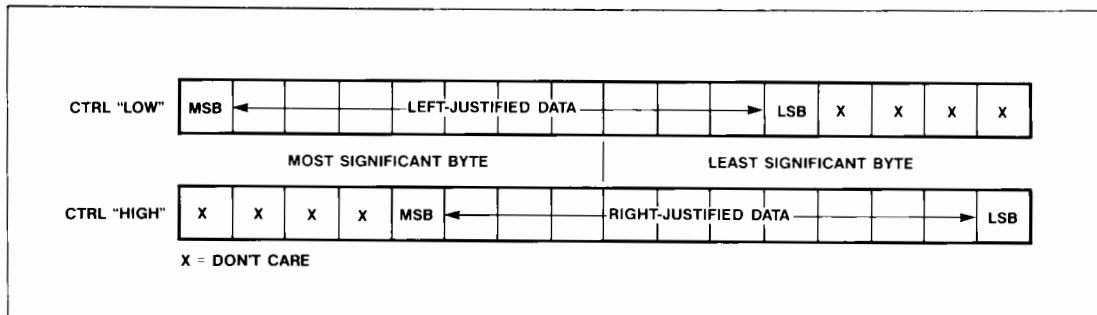 CTRL "LOW" MSB LEFT-JUSTIFIED DATA LSB X X X X
MOST SIGNIFICANT BYTE LEAST SIGNIFICANT BYTE
CTRL "HIGH" X X X X MSB RIGHT-JUSTIFIED DATA LSB
X = DON'T CARE